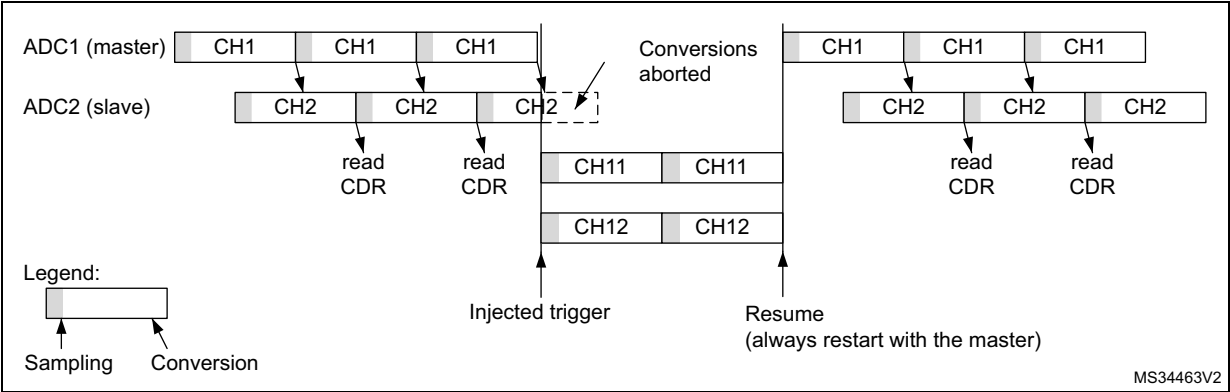 ADC1 (master) CH1 CH1 CH1 CH1 CH1 CH1
Conversions
aborted
ADC2 (slave) CH2 CH2 CH2 CH2 CH2 CH2
read read read read
CDR CDR CDR CDR
CH11 CH11
CH12 CH12
Legend:
Injected trigger
Resume
(always restart with the master)
Sampling Conversion
MS34463V2